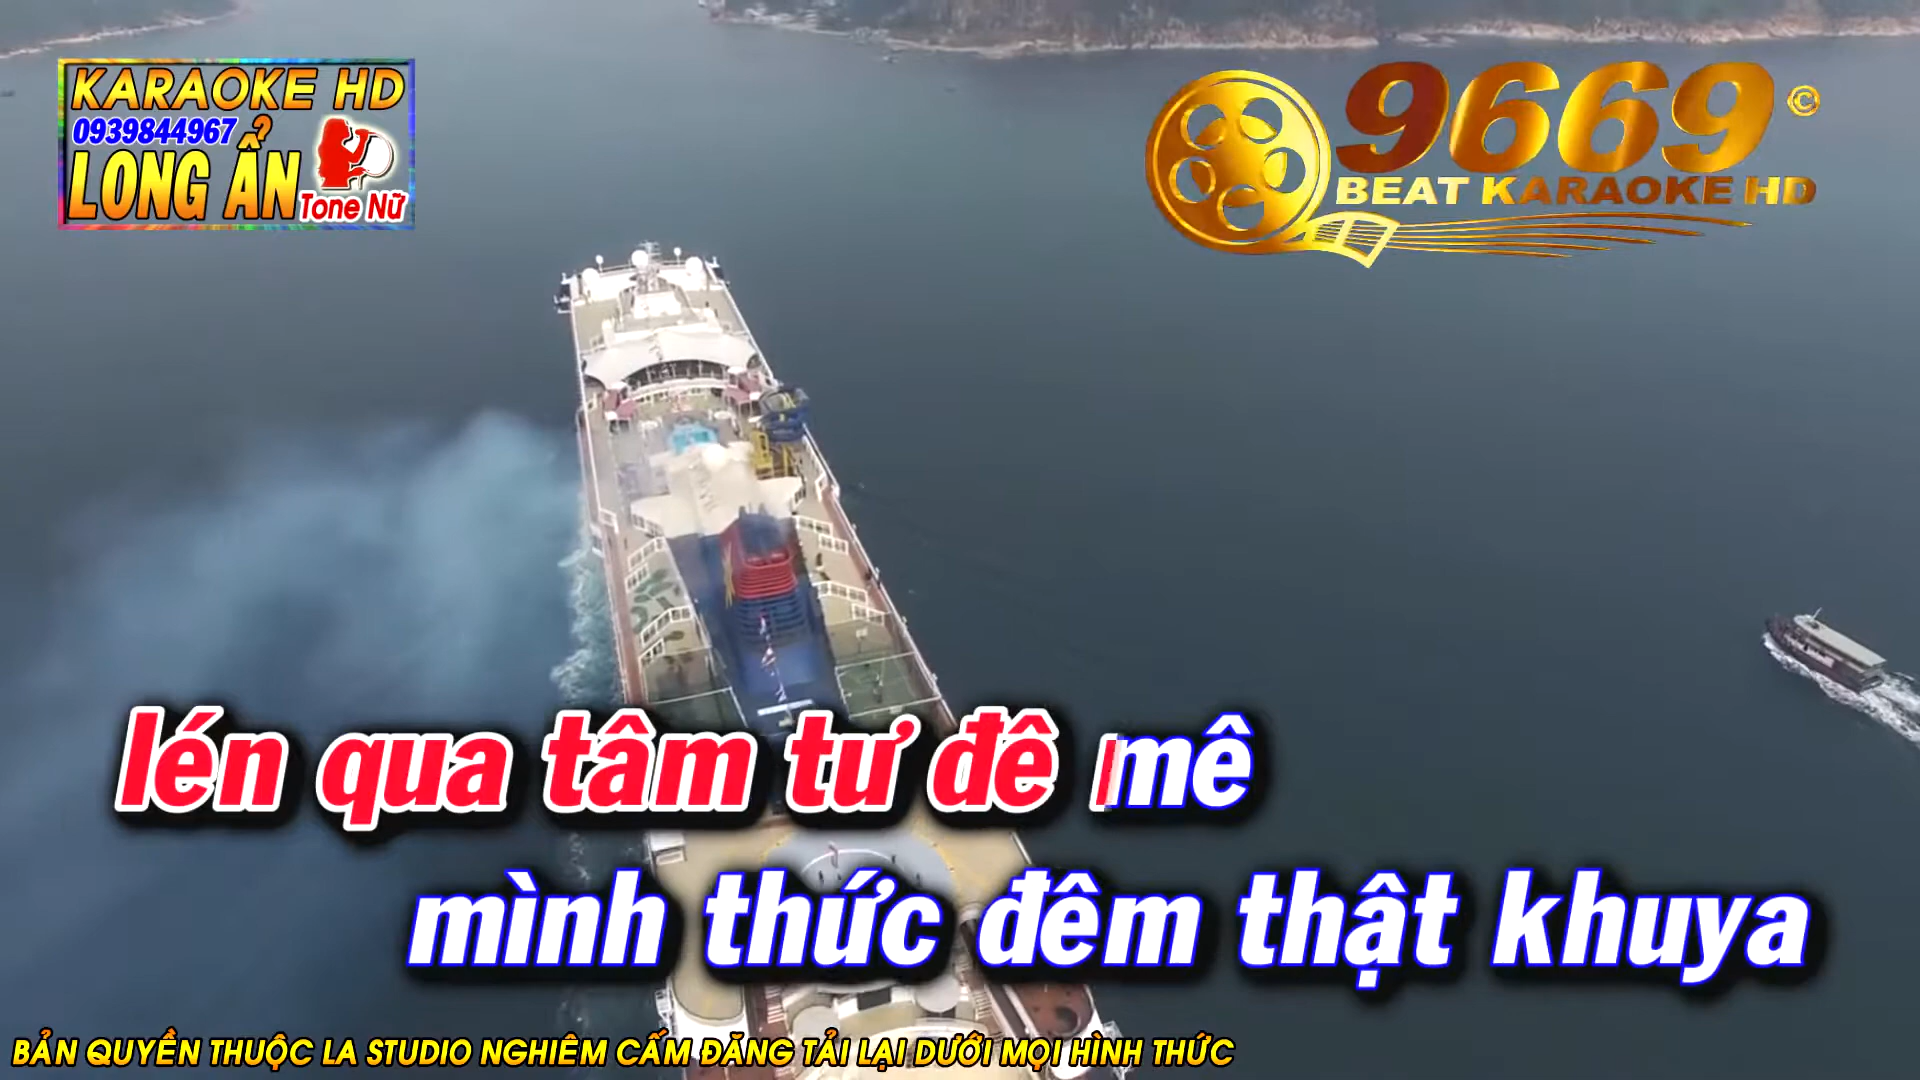 KARAOKE HD
0939844967
LONG ẨN
Tone Nữ
9669©
BEAT KARAOKE HD
lén qua tâm tư đê mê
mình thức đêm thật khuya
BẢN QUYỀN THUỘC LA STUDIO NGHIÊM CẤM ĐĂNG TẢI LẠI DƯỚI MỌI HÌNH THỨC